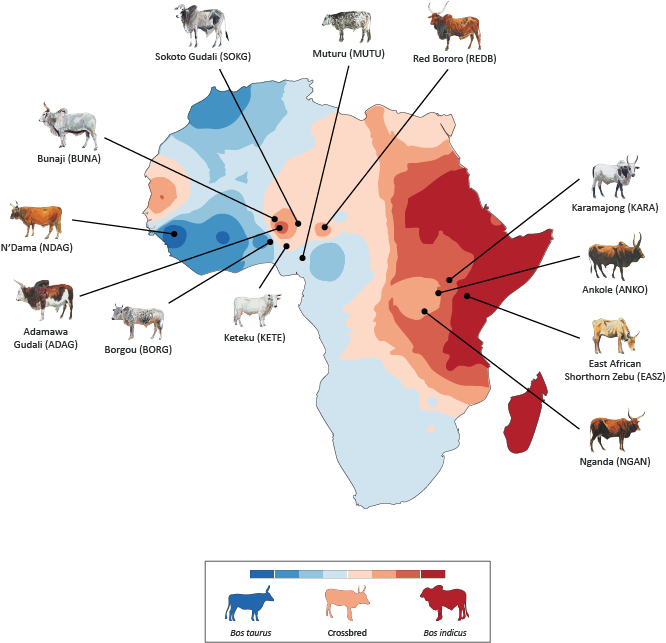 Sokoto Gudali (SOKG)
Muturu (MUTU)
Red Bororo (REDB)
Bunaji (BUNA)
Karamajong (KARA)
N'Dama (NDAG)
Ankole (ANKO)
Adamawa
Gudali (ADAG)
Borgou (BORG)
Keteku (KETE)
East African
Shorthorn Zebu (EASZ)
Nganda (NGAN)
Bos taurus
Crossbred
Bos indicus